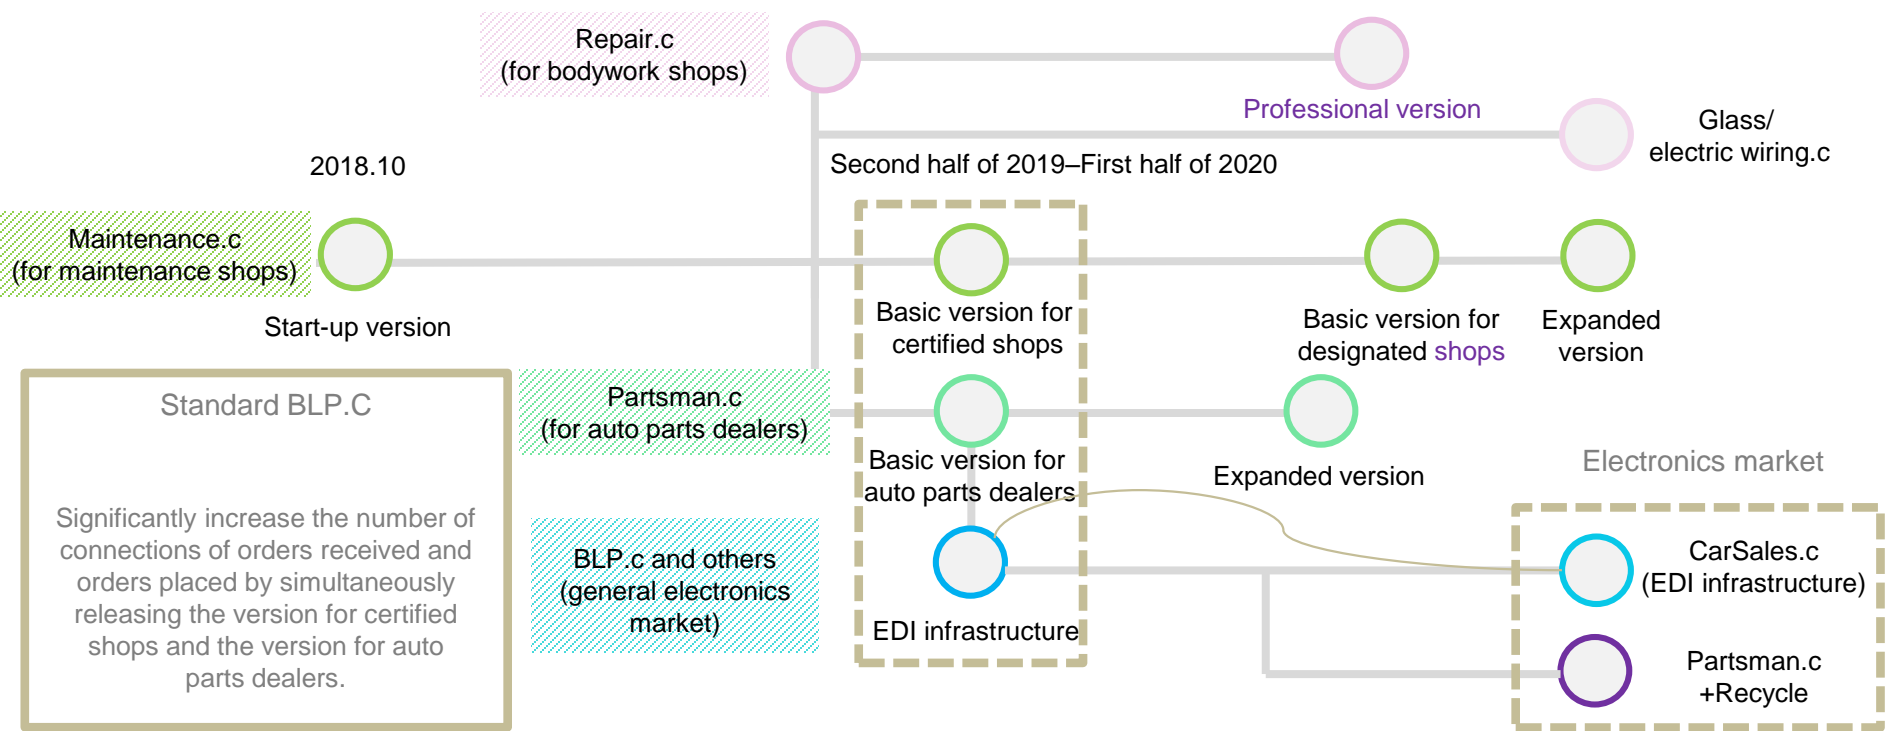 Repair.c
(for bodywork shops)
Professional version
Glass/
electric wiring.c
2018.10
Second half of 2019–First half of 2020
Maintenance.c
(for maintenance shops)
Start-up version
Basic version for
certified shops
Basic version for
designated shops
Expanded
version
Standard BLP.C
Significantly increase the number of
connections of orders received and
orders placed by simultaneously
releasing the version for certified
shops and the version for auto
parts dealers.
Partsman.c
(for auto parts dealers)
Basic version for
auto parts dealers
Expanded version
BLP.c and others
(general electronics
market)
EDI infrastructure
Electronics market
CarSales.c
(EDI infrastructure)
Partsman.c
+Recycle